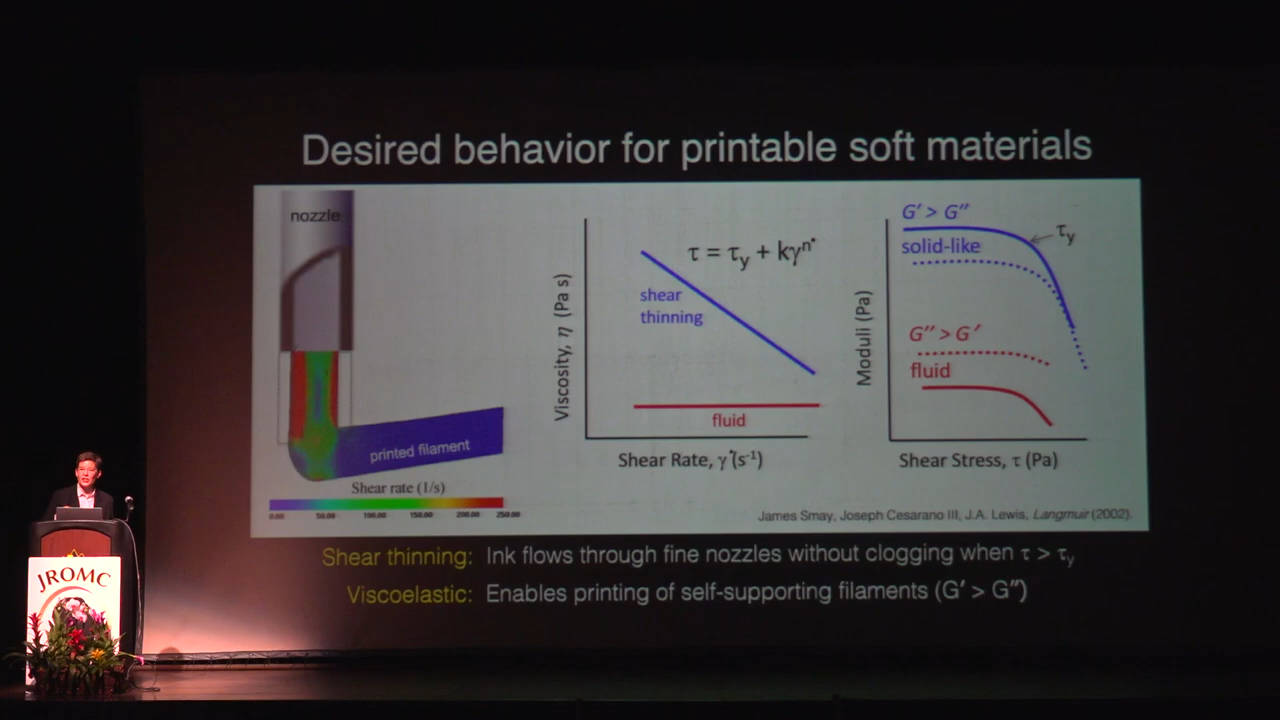 Desired behavior for printable soft materials
nozzle
printed filament
Shear rate (1/s)
0.00 50.00 100.00 150.00 200.00 250.00
Viscosity, η (Pa s)
τ = τy + kγ̇ⁿ
shear
thinning
fluid
Shear Rate, γ̇ (s⁻¹)
Moduli (Pa)
G′ > G″
solid-like
τy
G″ > G′
fluid
Shear Stress, τ (Pa)
James Smay, Joseph Cesarano III, J.A. Lewis, Langmuir (2002).
Shear thinning: Ink flows through fine nozzles without clogging when τ > τy
Viscoelastic: Enables printing of self-supporting filaments (G′ > G″)
JROMC